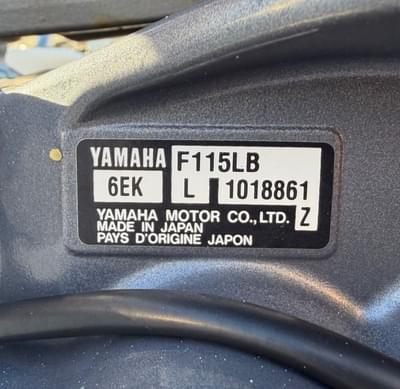 YAMAHA F115LB
6EK L 1018861
YAMAHA MOTOR CO., LTD. Z
MADE IN JAPAN
PAYS D'ORIGINE JAPON